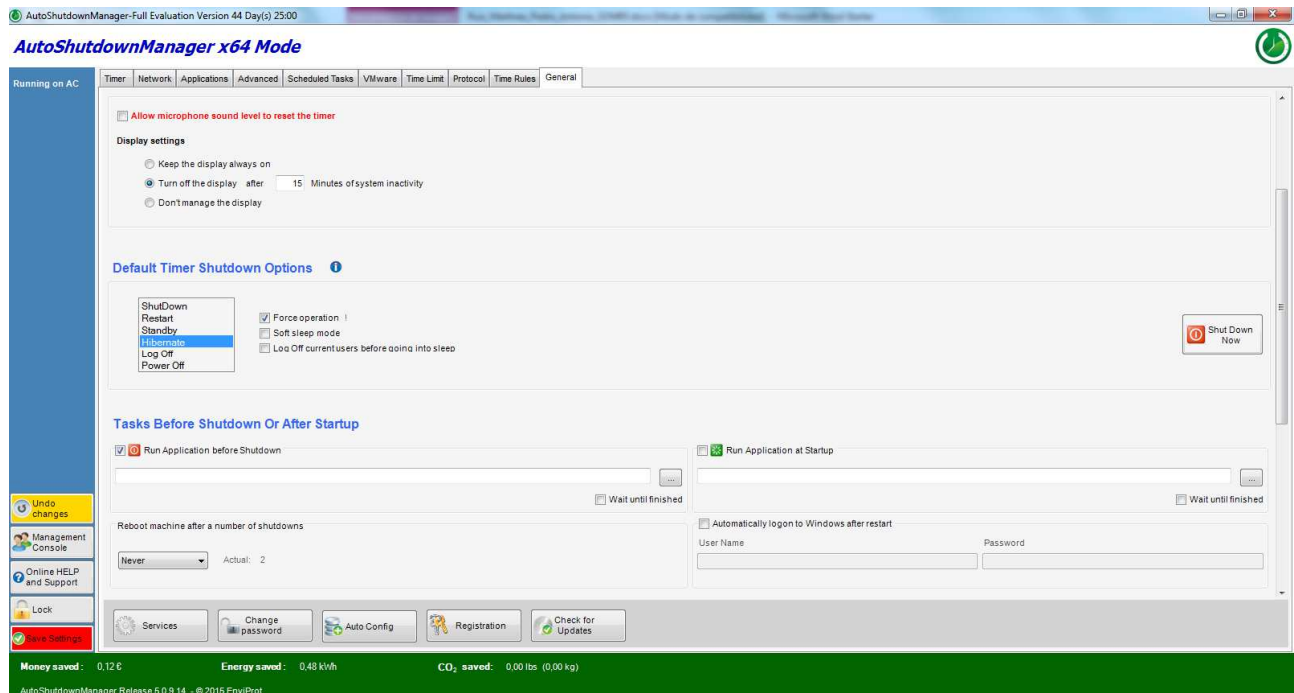 AutoShutdownManager-Full Evaluation Version 44 Day(s) 25:00
AutoShutdownManager x64 Mode
Running on AC
Timer Network Applications Advanced Scheduled Tasks VMware Time Limit Protocol Time Rules General
Allow microphone sound level to reset the timer
Display settings
Keep the display always on
Turn off the display after 15 Minutes of system inactivity
Don't manage the display
Default Timer Shutdown Options
ShutDown
Restart
Standby
Hibernate
Log Off
Power Off
Force operation !
Soft sleep mode
Log Off current users before going into sleep
Shut Down
Now
Tasks Before Shutdown Or After Startup
Run Application before Shutdown
...
Wait until finished
Run Application at Startup
...
Wait until finished
Reboot machine after a number of shutdowns
Never Actual: 2
Automatically logon to Windows after restart
User Name Password
Undo
changes
Management
Console
Online HELP
and Support
Lock
Save Settings
Services
Change
password
Auto Config
Registration
Check for
Updates
Money saved: 0,12 € Energy saved: 0,48 kWh CO₂ saved: 0,00 lbs (0,00 kg)
AutoShutdownManager Release 5.0.9.14 - © 2015 EnviProt